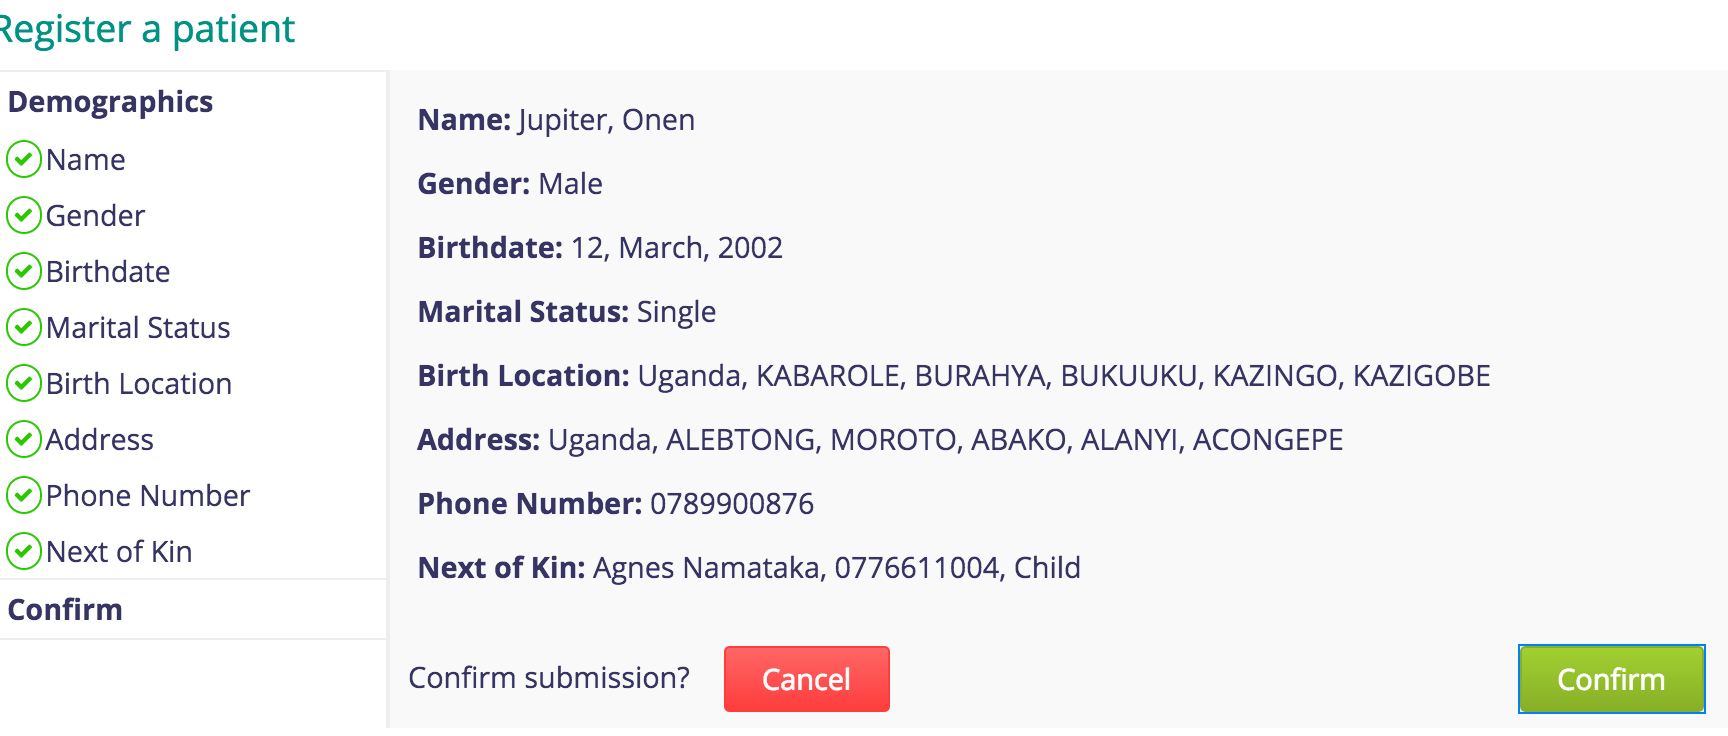 Register a patient
Demographics
Name
Gender
Birthdate
Marital Status
Birth Location
Address
Phone Number
Next of Kin
Confirm
Name: Jupiter, Onen
Gender: Male
Birthdate: 12, March, 2002
Marital Status: Single
Birth Location: Uganda, KABAROLE, BURAHYA, BUKUUKU, KAZINGO, KAZIGOBE
Address: Uganda, ALEBTONG, MOROTO, ABAKO, ALANYI, ACONGEPE
Phone Number: 0789900876
Next of Kin: Agnes Namataka, 0776611004, Child
Confirm submission?
Cancel
Confirm